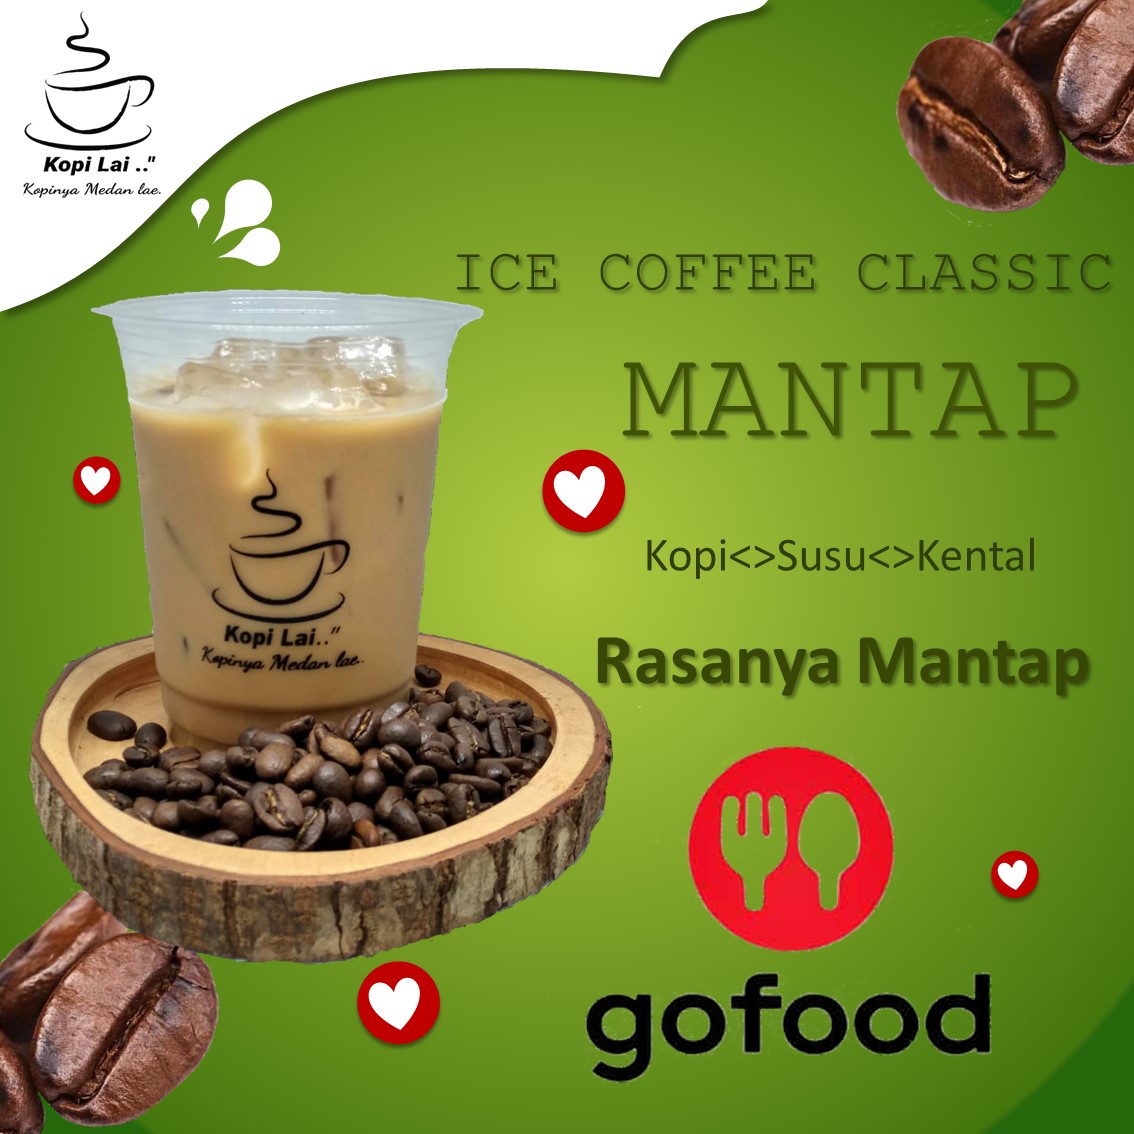 Kopi Lai .."
Kopinya Medan lae.
ICE COFFEE CLASSIC
MANTAP
Kopi<>Susu<>Kental
Rasanya Mantap
Kopi Lai.."
Kopinya Medan lae..
gofood